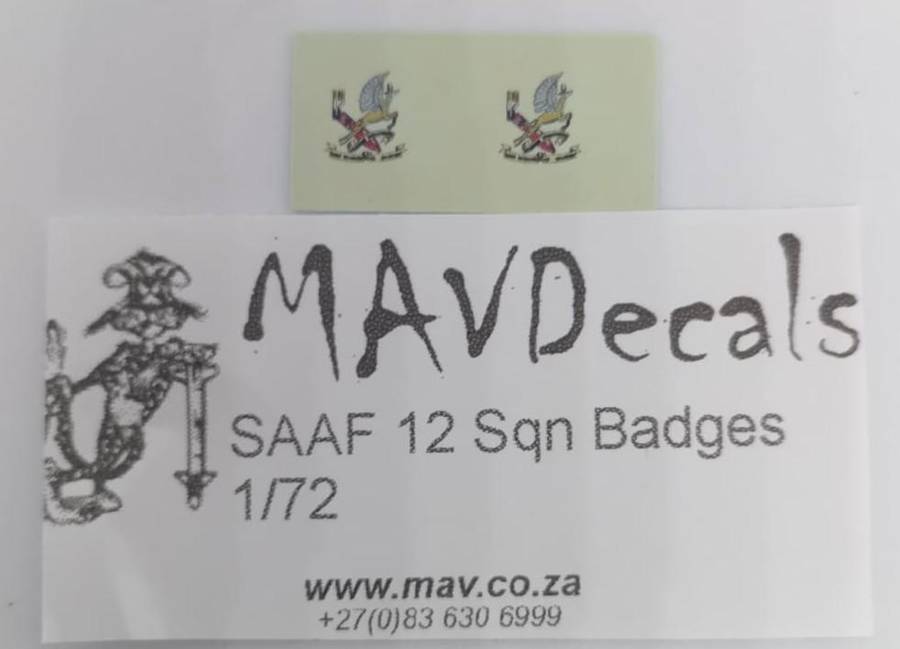 MAVDecals
SAAF 12 Sqn Badges
1/72
www.mav.co.za
+27(0)83 630 6999